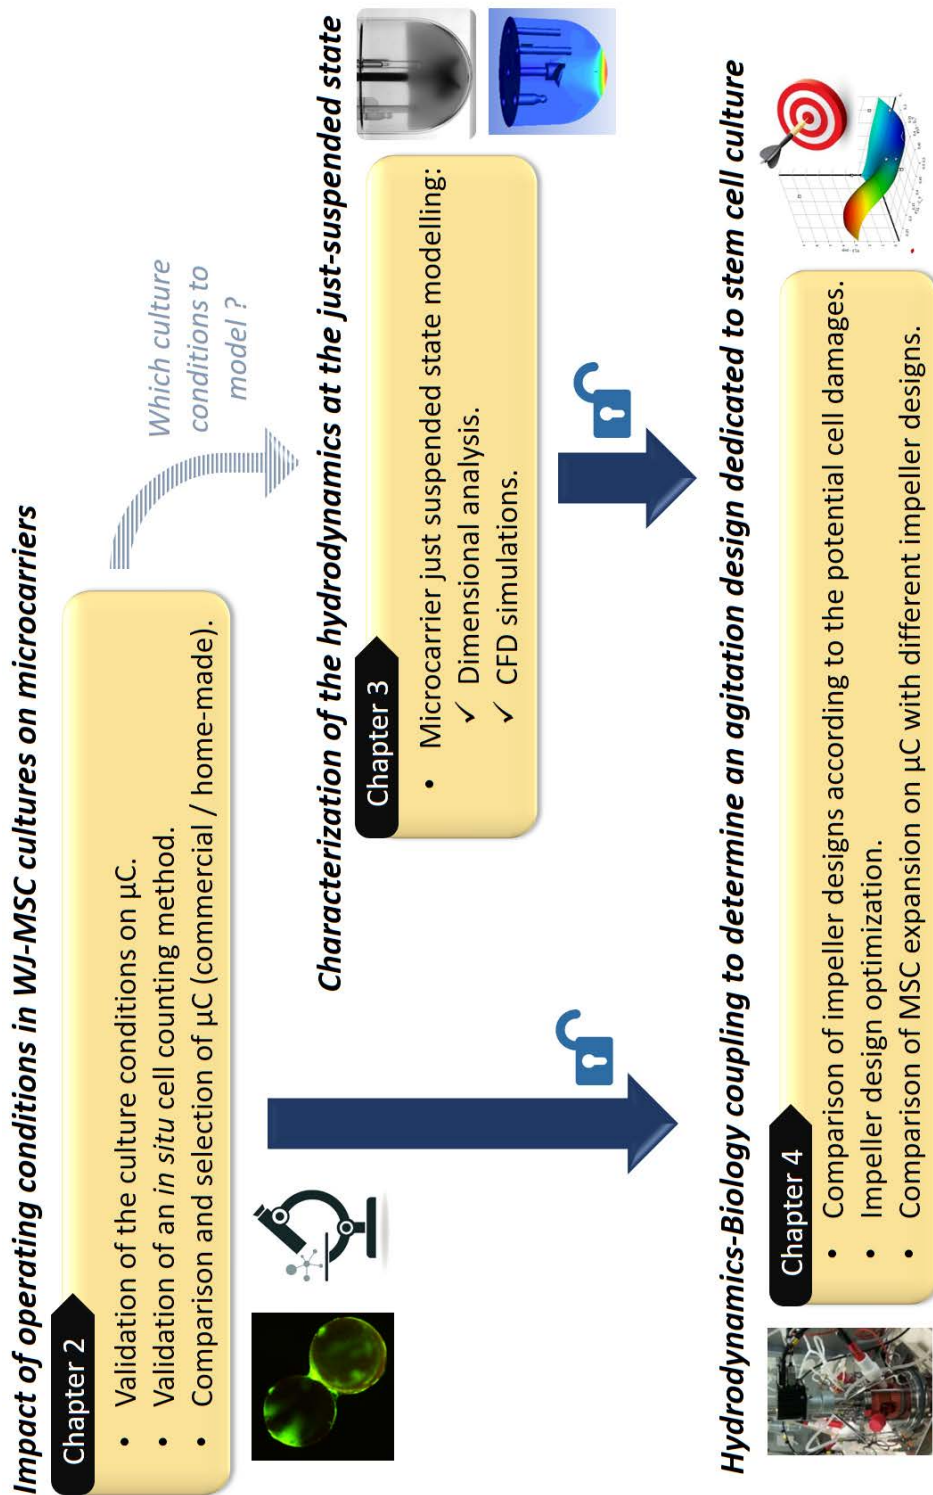 Impact of operating conditions in WJ-MSC cultures on microcarriers
Chapter 2
• Validation of the culture conditions on µC.
• Validation of an in situ cell counting method.
• Comparison and selection of µC (commercial / home-made).
Which culture
conditions to
model ?
Characterization of the hydrodynamics at the just-suspended state
Chapter 3
• Microcarrier just suspended state modelling:
✓ Dimensional analysis.
✓ CFD simulations.
Hydrodynamics-Biology coupling to determine an agitation design dedicated to stem cell culture
Chapter 4
• Comparison of impeller designs according to the potential cell damages.
• Impeller design optimization.
• Comparison of MSC expansion on µC with different impeller designs.